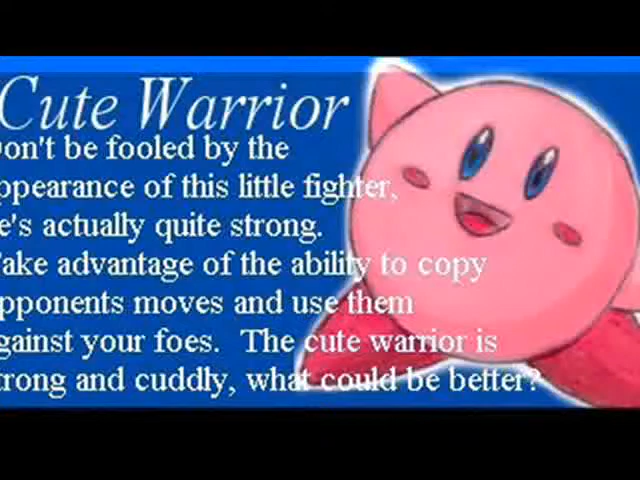 Cute Warrior
on't be fooled by the
ppearance of this little fighter,
e's actually quite strong.
Take advantage of the ability to copy
pponents moves and use them
gainst your foes. The cute warrior is
trong and cuddly, what could be better?